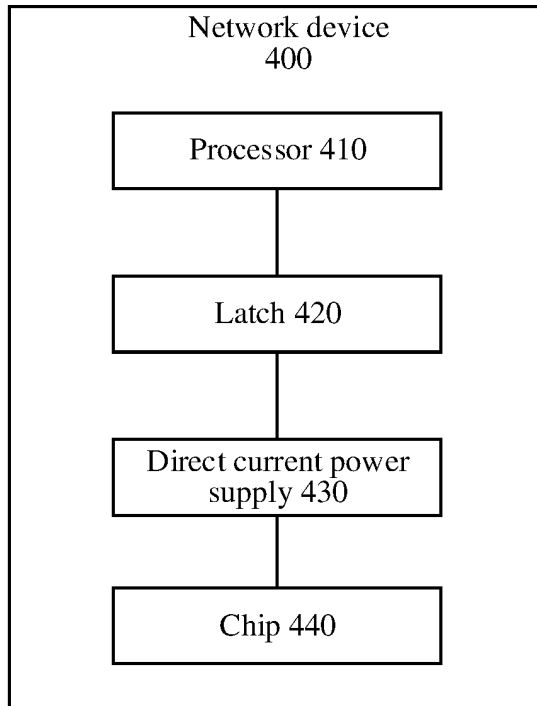 Network device
400
Processor 410
Latch 420
Direct current power
supply 430
Chip 440